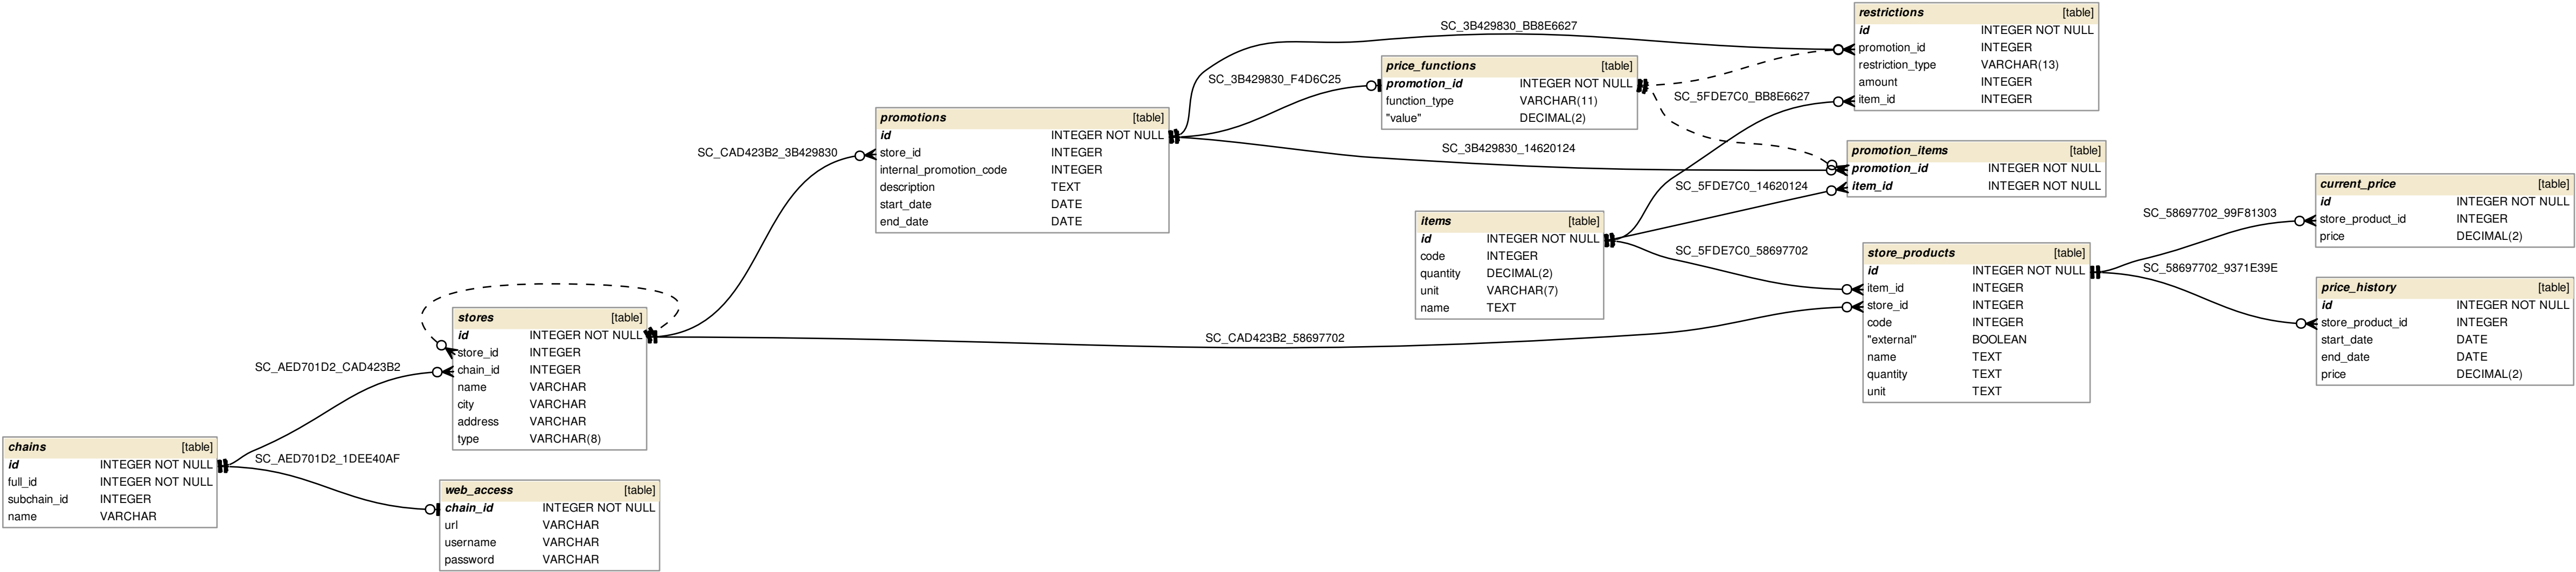 restrictions [table]
id INTEGER NOT NULL
promotion_id INTEGER
restriction_type VARCHAR(13)
amount INTEGER
item_id INTEGER
SC_3B429830_BB8E6627
price_functions [table]
promotion_id INTEGER NOT NULL
function_type VARCHAR(11)
"value" DECIMAL(2)
SC_3B429830_F4D6C25
SC_5FDE7C0_BB8E6627
promotions [table]
id INTEGER NOT NULL
store_id INTEGER
internal_promotion_code INTEGER
description TEXT
start_date DATE
end_date DATE
SC_CAD423B2_3B429830
SC_3B429830_14620124
promotion_items [table]
promotion_id INTEGER NOT NULL
item_id INTEGER NOT NULL
SC_5FDE7C0_14620124
current_price [table]
id INTEGER NOT NULL
store_product_id INTEGER
price DECIMAL(2)
SC_58697702_99F81303
items [table]
id INTEGER NOT NULL
code INTEGER
quantity DECIMAL(2)
unit VARCHAR(7)
name TEXT
SC_5FDE7C0_58697702
store_products [table]
id INTEGER NOT NULL
item_id INTEGER
store_id INTEGER
code INTEGER
"external" BOOLEAN
name TEXT
quantity TEXT
unit TEXT
SC_58697702_9371E39E
price_history [table]
id INTEGER NOT NULL
store_product_id INTEGER
start_date DATE
end_date DATE
price DECIMAL(2)
stores [table]
id INTEGER NOT NULL
store_id INTEGER
chain_id INTEGER
name VARCHAR
city VARCHAR
address VARCHAR
type VARCHAR(8)
SC_CAD423B2_58697702
SC_AED701D2_CAD423B2
chains [table]
id INTEGER NOT NULL
full_id INTEGER NOT NULL
subchain_id INTEGER
name VARCHAR
SC_AED701D2_1DEE40AF
web_access [table]
chain_id INTEGER NOT NULL
url VARCHAR
username VARCHAR
password VARCHAR